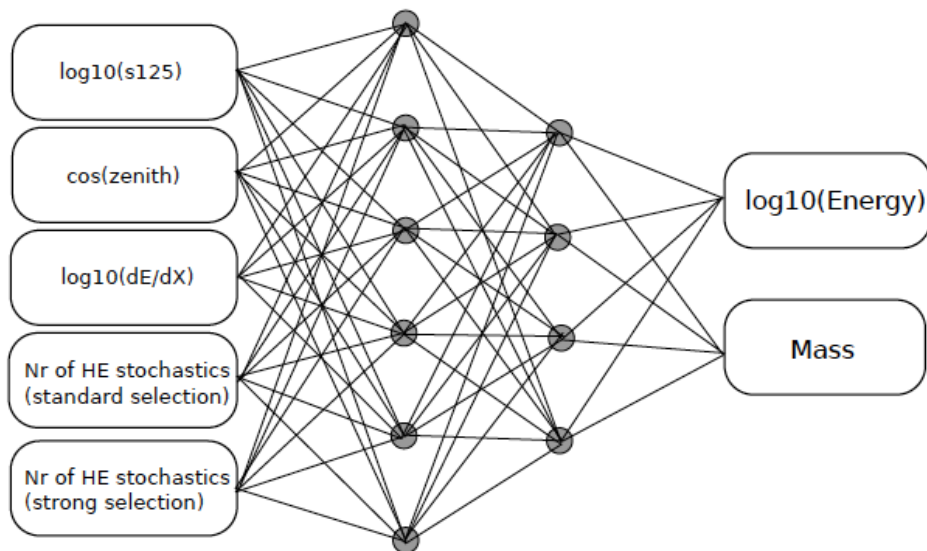 log10(s125)
cos(zenith)
log10(dE/dX)
Nr of HE stochastics
(standard selection)
Nr of HE stochastics
(strong selection)
log10(Energy)
Mass